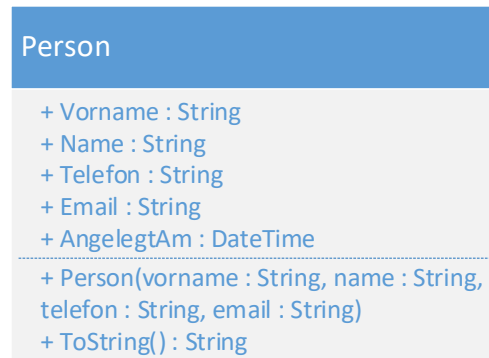 Person
+ Vorname : String
+ Name : String
+ Telefon : String
+ Email : String
+ AngelegtAm : DateTime
+ Person(vorname : String, name : String,
telefon : String, email : String)
+ ToString() : String